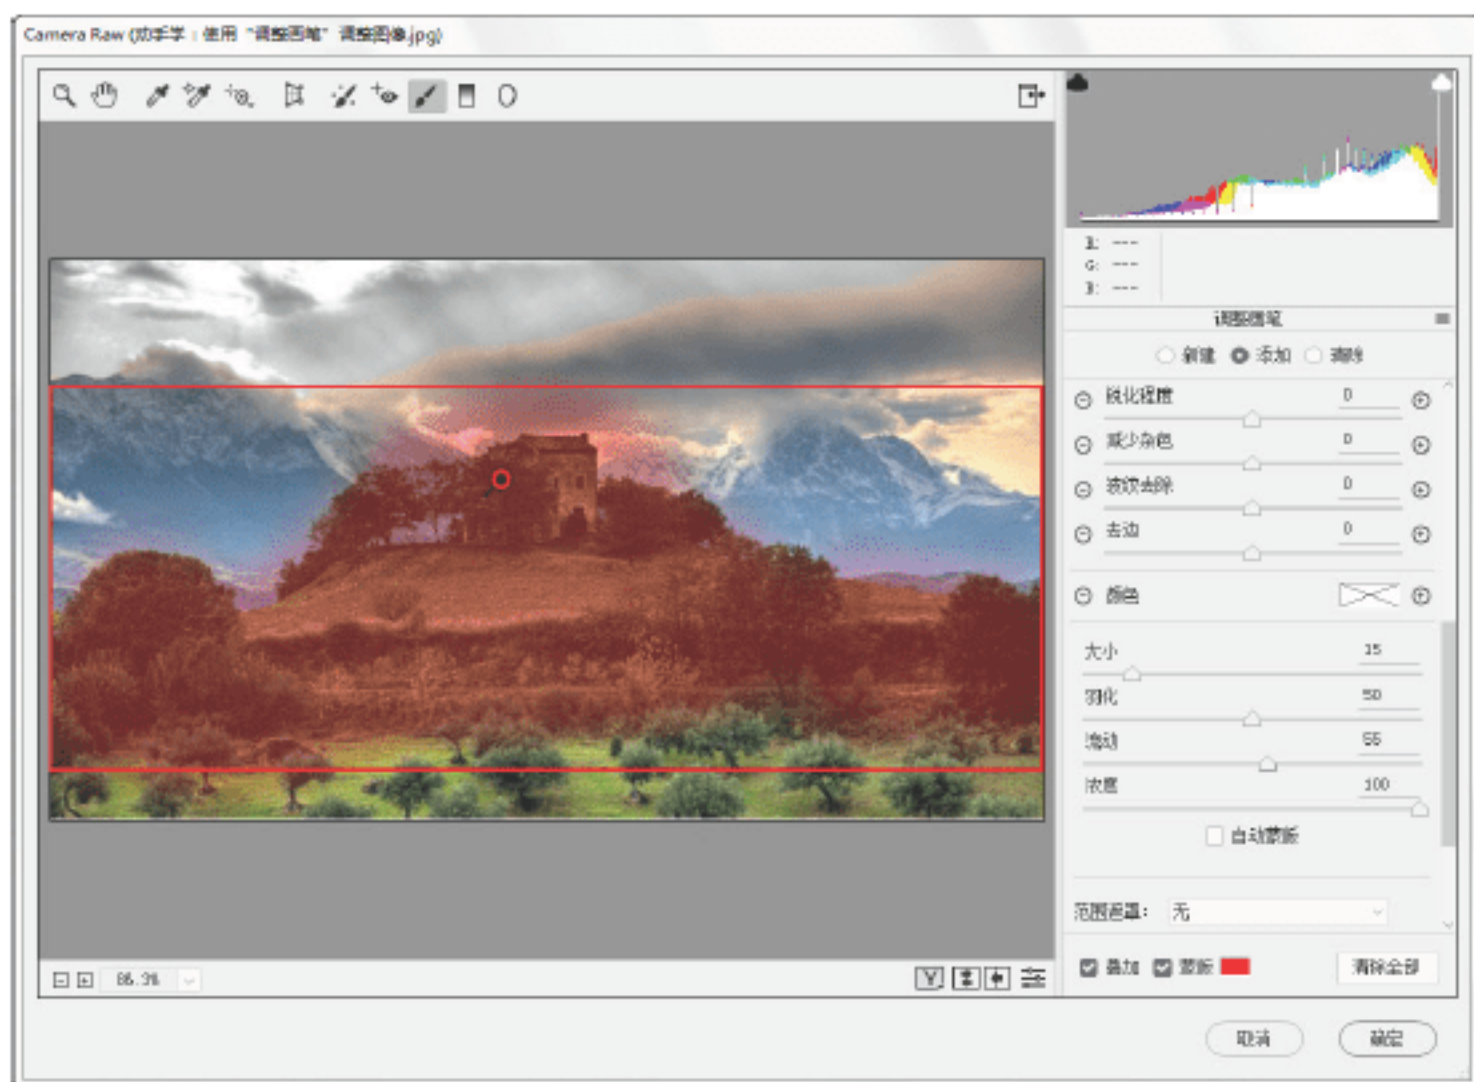 Camera Raw (动手学：使用“调整画笔”调整图像.jpg)
R: ---
G: ---
B: ---
调整画笔
新建 添加 清除
锐化程度 0
减少杂色 0
波纹去除 0
去边 0
颜色
大小 15
羽化 50
流动 55
浓度 100
自动蒙版
范围遮罩： 无
叠加 蒙版 清除全部
86.3%
取消 确定